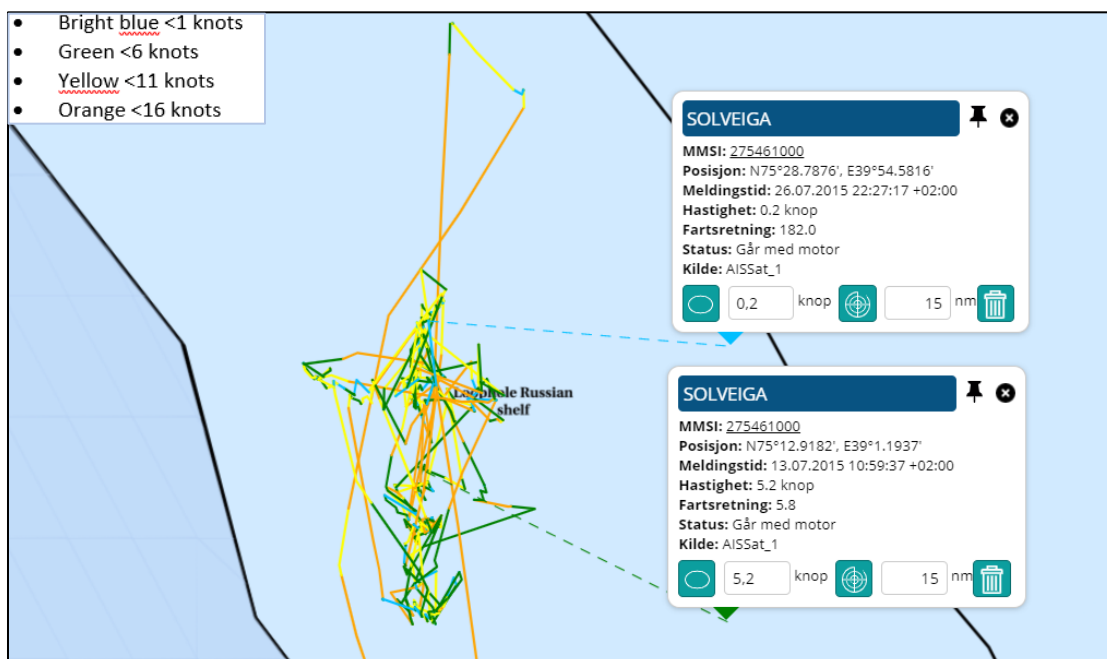 Bright blue <1 knots
Green <6 knots
Yellow <11 knots
Orange <16 knots
SOLVEIGA
MMSI: 275461000
Posisjon: N75°28.7876', E39°54.5816'
Meldingstid: 26.07.2015 22:27:17 +02:00
Hastighet: 0.2 knop
Fartsretning: 182.0
Status: Går med motor
Kilde: AISSat_1
0,2 knop 15 nm
Loophole Russian
shelf
SOLVEIGA
MMSI: 275461000
Posisjon: N75°12.9182', E39°1.1937'
Meldingstid: 13.07.2015 10:59:37 +02:00
Hastighet: 5.2 knop
Fartsretning: 5.8
Status: Går med motor
Kilde: AISSat_1
5,2 knop 15 nm